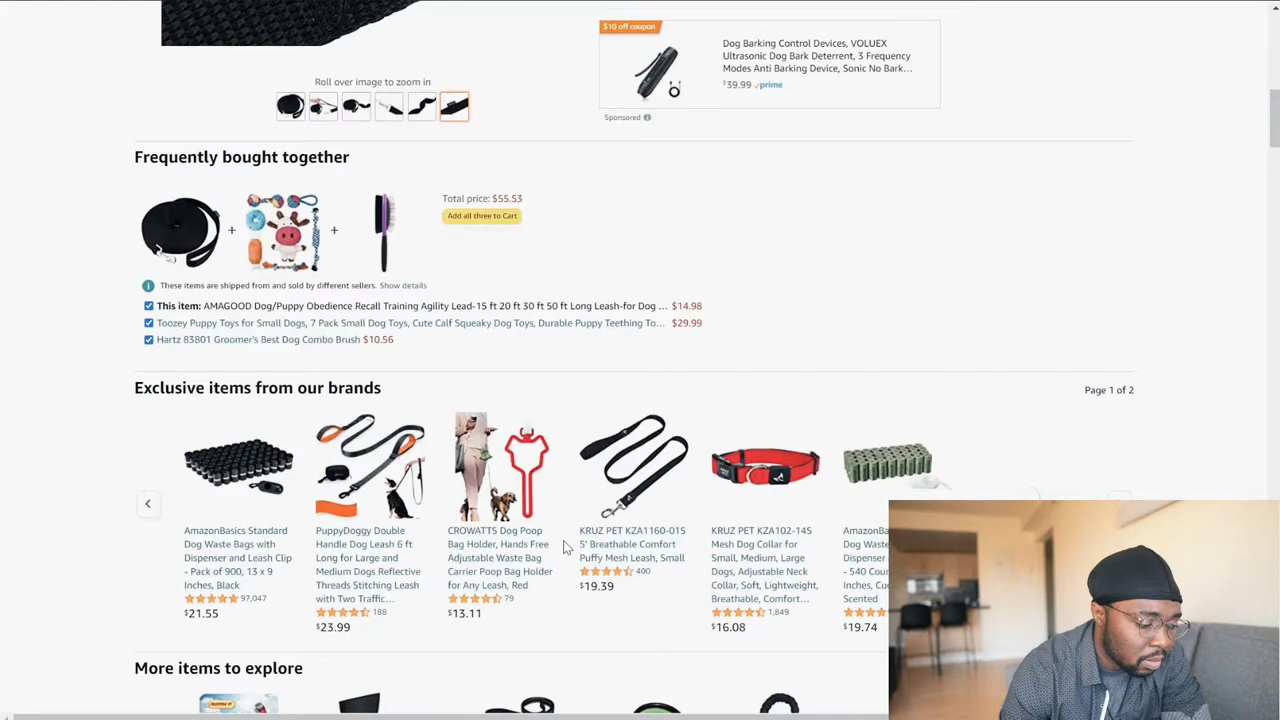 $10 off coupon
Dog Barking Control Devices, VOLUEX
Ultrasonic Dog Bark Deterrent, 3 Frequency
Modes Anti Barking Device, Sonic No Bark...
$39.99 prime
Sponsored
Roll over image to zoom in
Frequently bought together
+
+
Total price: $55.53
Add all three to Cart
These items are shipped from and sold by different sellers. Show details
This item: AMAGOOD Dog/Puppy Obedience Recall Training Agility Lead-15 ft 20 ft 30 ft 50 ft Long Leash-for Dog ... $14.98
Toozey Puppy Toys for Small Dogs, 7 Pack Small Dog Toys, Cute Calf Squeaky Dog Toys, Durable Puppy Teething To... $29.99
Hartz 83801 Groomer's Best Dog Combo Brush $10.56
Exclusive items from our brands
Page 1 of 2
AmazonBasics Standard
Dog Waste Bags with
Dispenser and Leash Clip
- Pack of 900, 13 x 9
Inches, Black
97,047
$21.55
PuppyDoggy Double
Handle Dog Leash 6 ft
Long for Large and
Medium Dogs Reflective
Threads Stitching Leash
with Two Traffic...
188
$23.99
CROWATTS Dog Poop
Bag Holder, Hands Free
Adjustable Waste Bag
Carrier Poop Bag Holder
for Any Leash, Red
79
$13.11
KRUZ PET KZA1160-01S
5' Breathable Comfort
Puffy Mesh Leash, Small
400
$19.39
KRUZ PET KZA102-14S
Mesh Dog Collar for
Small, Medium, Large
Dogs, Adjustable Neck
Collar, Soft, Lightweight,
Breathable, Comfort...
1,849
$16.08
AmazonBa
Dog Waste
Dispenser a
- 540 Coun
Inches, Cuc
Scented
$19.74
More items to explore